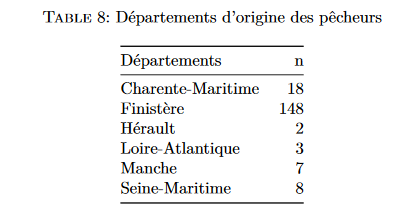 TABLE 8: Départements d'origine des pêcheurs
Départements n
Charente-Maritime 18
Finistère 148
Hérault 2
Loire-Atlantique 3
Manche 7
Seine-Maritime 8